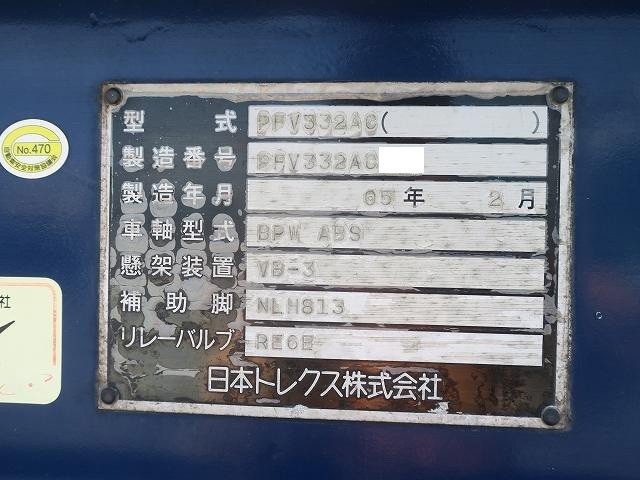 型式 PFV332AC( )
製造番号 PFV332AC
製造年月 05年 2月
車軸型式 BPW ABS
懸架装置 VB-3
補助脚 NLH813
リレーバルブ RE6E
日本トレクス株式会社
No.470
社